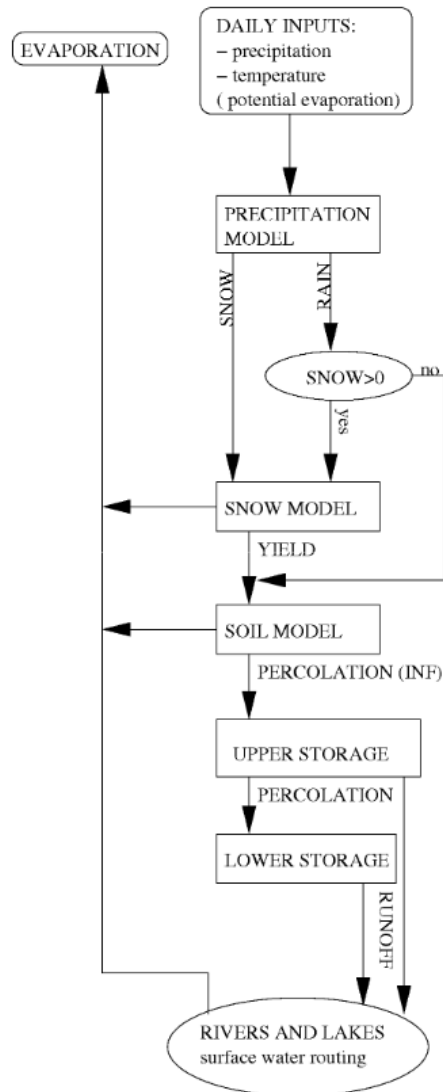 EVAPORATION
DAILY INPUTS:
– precipitation
– temperature
( potential evaporation)
PRECIPITATION
MODEL
SNOW
RAIN
SNOW>0
no
yes
SNOW MODEL
YIELD
SOIL MODEL
PERCOLATION (INF)
UPPER STORAGE
PERCOLATION
LOWER STORAGE
RUNOFF
RIVERS AND LAKES
surface water routing